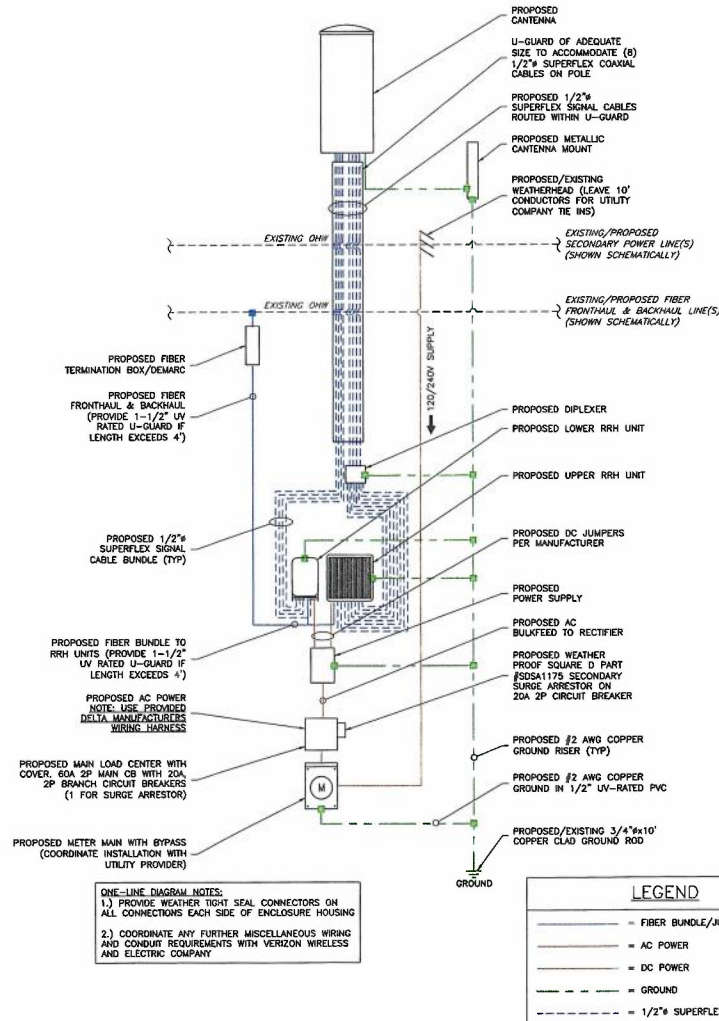 PROPOSED
CANTENNA
U-GUARD OF ADEQUATE
SIZE TO ACCOMMODATE (8)
1/2"ø SUPERFLEX COAXIAL
CABLES ON POLE
PROPOSED 1/2"ø
SUPERFLEX SIGNAL CABLES
ROUTED WITHIN U-GUARD
PROPOSED METALLIC
CANTENNA MOUNT
PROPOSED/EXISTING
WEATHERHEAD (LEAVE 10'
CONDUCTORS FOR UTILITY
COMPANY TIE INS)
EXISTING OHW
EXISTING/PROPOSED
SECONDARY POWER LINE(S)
(SHOWN SCHEMATICALLY)
EXISTING OHW
EXISTING/PROPOSED FIBER
FRONTHAUL & BACKHAUL LINE(S)
(SHOWN SCHEMATICALLY)
120/240V SUPPLY
PROPOSED FIBER
TERMINATION BOX/DEMARC
PROPOSED FIBER
FRONTHAUL & BACKHAUL
(PROVIDE 1-1/2" UV
RATED U-GUARD IF
LENGTH EXCEEDS 4')
PROPOSED DIPLEXER
PROPOSED LOWER RRH UNIT
PROPOSED UPPER RRH UNIT
PROPOSED 1/2"ø
SUPERFLEX SIGNAL
CABLE BUNDLE (TYP)
PROPOSED DC JUMPERS
PER MANUFACTURER
PROPOSED
POWER SUPPLY
PROPOSED AC
BULKFEED TO RECTIFIER
PROPOSED FIBER BUNDLE TO
RRH UNITS (PROVIDE 1-1/2"
UV RATED U-GUARD IF
LENGTH EXCEEDS 4')
PROPOSED WEATHER
PROOF SQUARE D PART
#SDSA1175 SECONDARY
SURGE ARRESTOR ON
20A 2P CIRCUIT BREAKER
PROPOSED AC POWER
NOTE: USE PROVIDED
DELTA MANUFACTURERS
WIRING HARNESS
PROPOSED MAIN LOAD CENTER WITH
COVER. 60A 2P MAIN CB WITH 20A,
2P BRANCH CIRCUIT BREAKERS
(1 FOR SURGE ARRESTOR)
M
PROPOSED METER MAIN WITH BYPASS
(COORDINATE INSTALLATION WITH
UTILITY PROVIDER)
PROPOSED #2 AWG COPPER
GROUND RISER (TYP)
PROPOSED #2 AWG COPPER
GROUND IN 1/2" UV-RATED PVC
PROPOSED/EXISTING 3/4"øx10'
COPPER CLAD GROUND ROD
GROUND
ONE-LINE DIAGRAM NOTES:
1.) PROVIDE WEATHER TIGHT SEAL CONNECTORS ON
ALL CONNECTIONS EACH SIDE OF ENCLOSURE HOUSING
2.) COORDINATE ANY FURTHER MISCELLANEOUS WIRING
AND CONDUIT REQUIREMENTS WITH VERIZON WIRELESS
AND ELECTRIC COMPANY
LEGEND
= FIBER BUNDLE/
= AC POWER
= DC POWER
= GROUND
= 1/2"ø